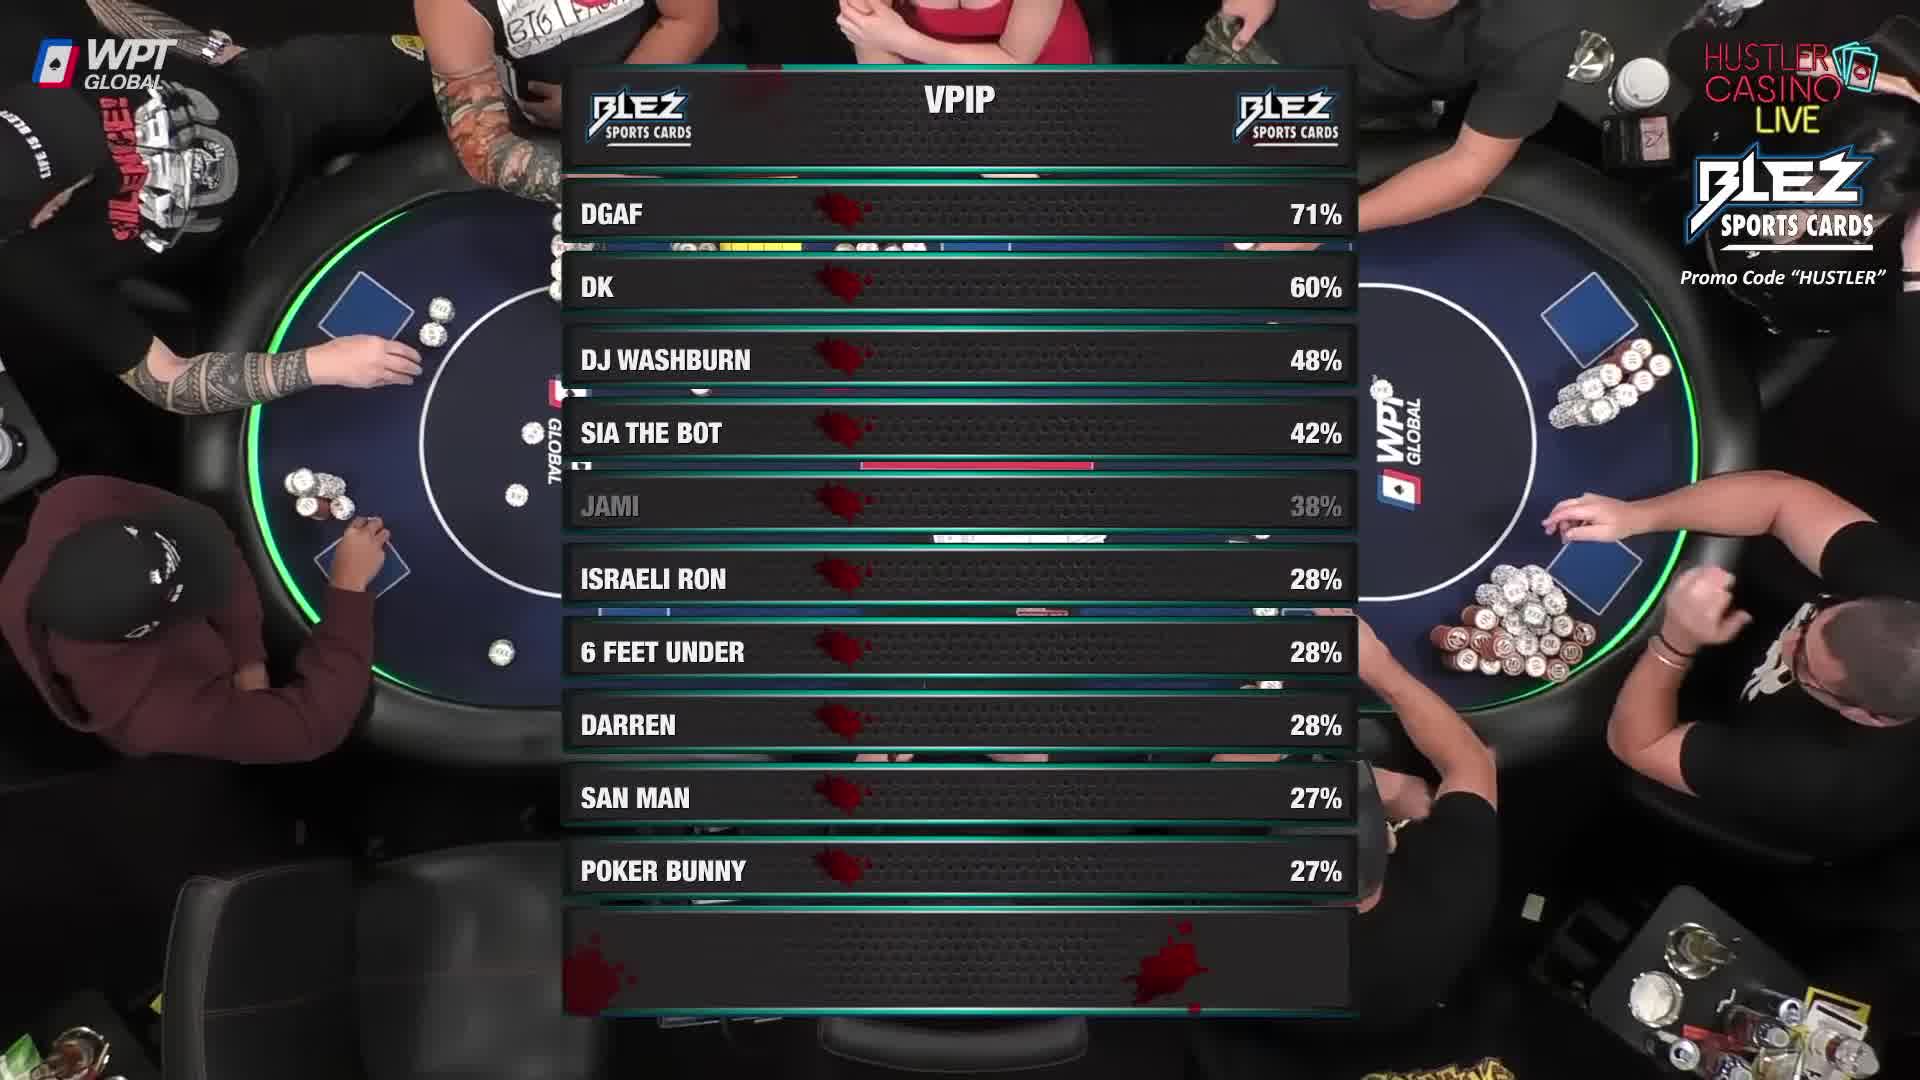 WPT
GLOBAL
HUSTLER
CASINO
LIVE
BLEZ
SPORTS CARDS
Promo Code “HUSTLER”
BLEZ
SPORTS CARDS
VPIP
BLEZ
SPORTS CARDS
DGAF 71%
DK 60%
DJ WASHBURN 48%
SIA THE BOT 42%
JAMI 38%
ISRAELI RON 28%
6 FEET UNDER 28%
DARREN 28%
SAN MAN 27%
POKER BUNNY 27%
WPT
GLOBAL
GLOBAL
BIG